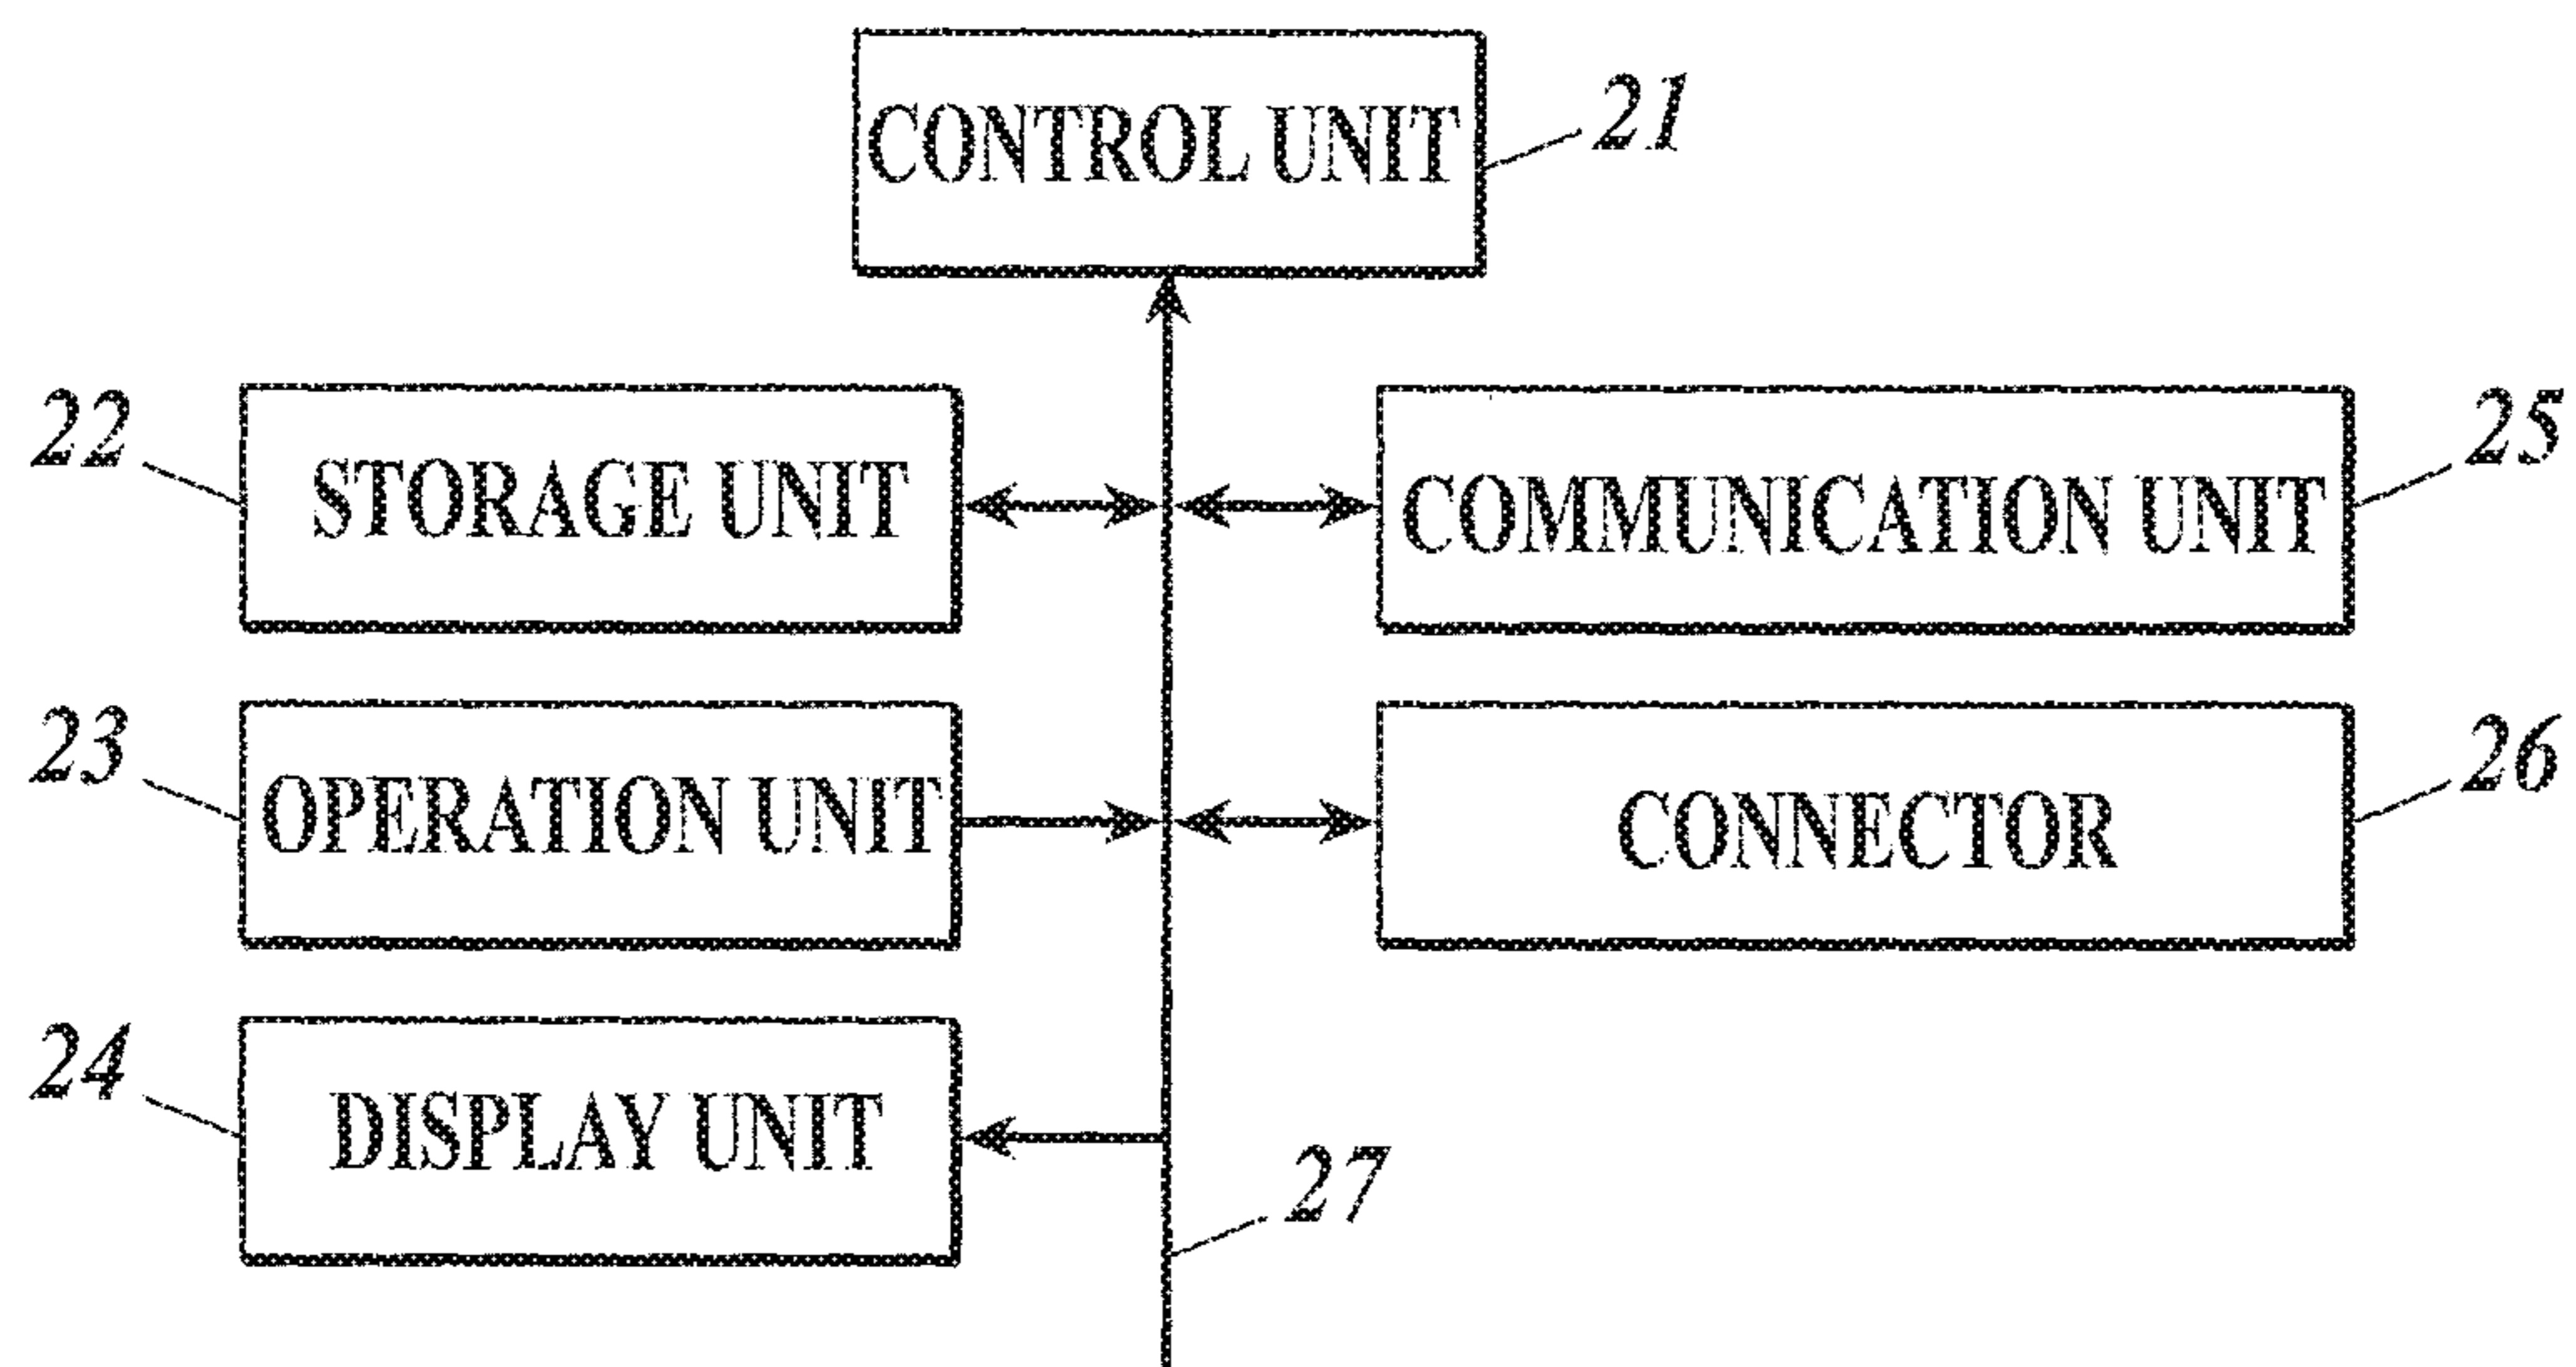 CONTROL UNIT
21
22
STORAGE UNIT
COMMUNICATION UNIT
25
23
OPERATION UNIT
CONNECTOR
26
24
DISPLAY UNIT
27